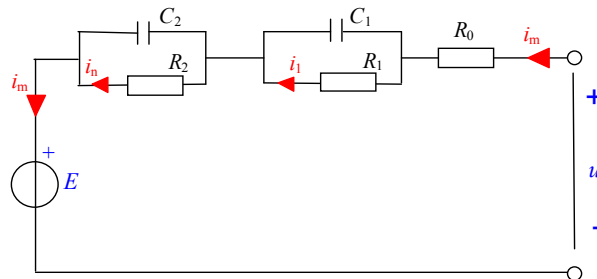 C₂ C₁ R₀ iₘ
iₘ iₙ R₂ i₁ R₁
+
+ E u
-